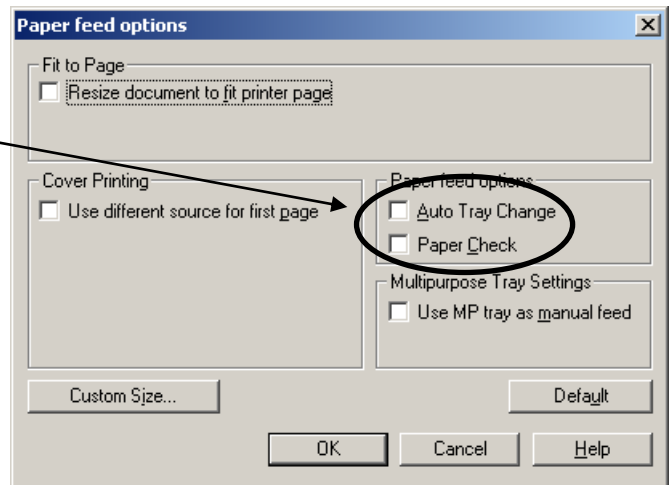 Paper feed options
Fit to Page
Resize document to fit printer page
Cover Printing
Use different source for first page
Paper feed options
Auto Tray Change
Paper Check
Multipurpose Tray Settings
Use MP tray as manual feed
Custom Size...
Default
OK
Cancel
Help